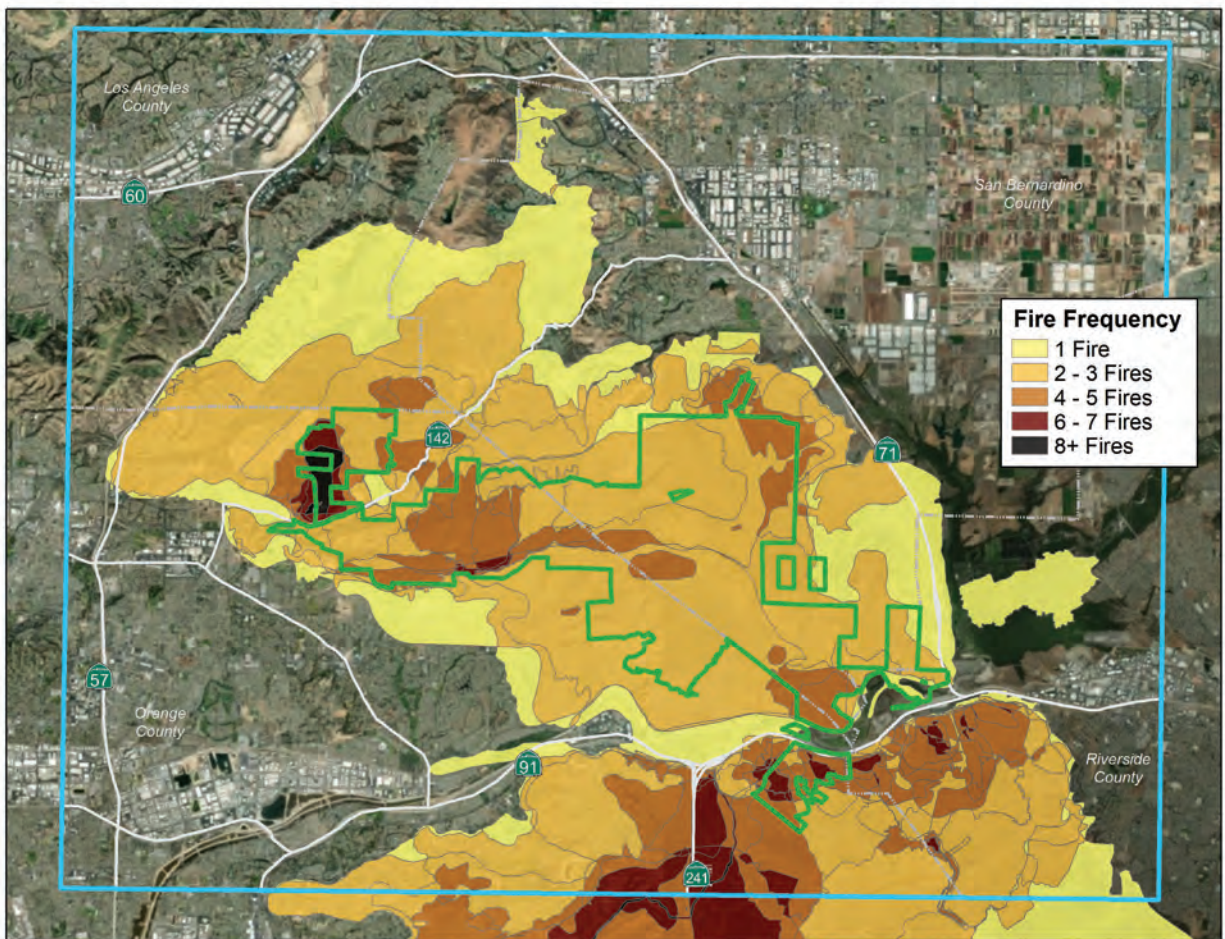 Los Angeles
County
60
San Bernardino
County
Fire Frequency
1 Fire
2 - 3 Fires
4 - 5 Fires
6 - 7 Fires
8+ Fires
142
71
57
Orange
County
91
Riverside
County
241